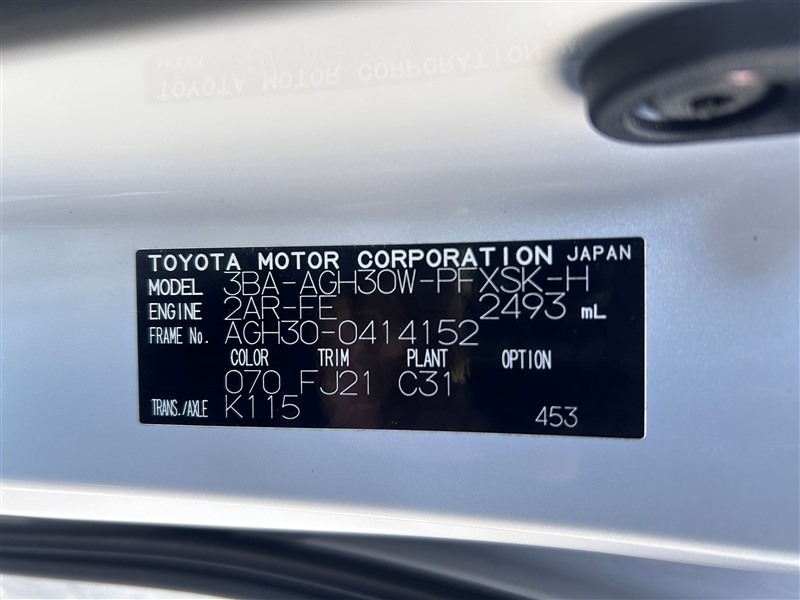 TOYOTA MOTOR CORPORATION JAPAN
MODEL 3BA-AGH30W-PFXSK-H
ENGINE 2AR-FE 2493 mL
FRAME No. AGH30-0414152
COLOR TRIM PLANT OPTION
070 FJ21 C31
TRANS./AXLE K115 453